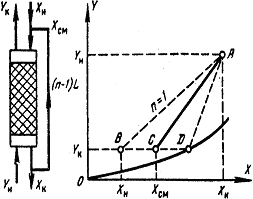 Yк Xн
Xсм
(n-1)L
Yн Xк
Y
Yн
A
n=1
B C D
Yк
O Xн Xсм Xк X